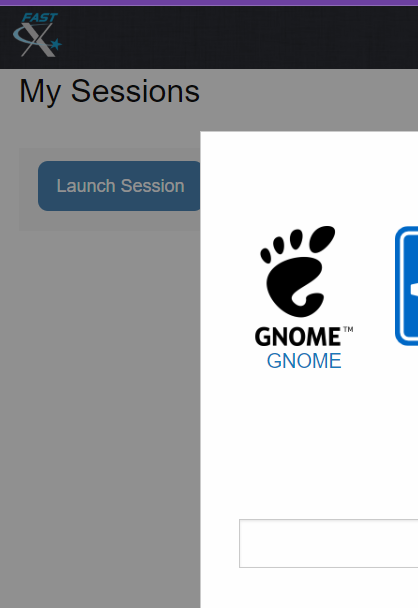 FAST
X
My Sessions
Launch Session
GNOME™
GNOME